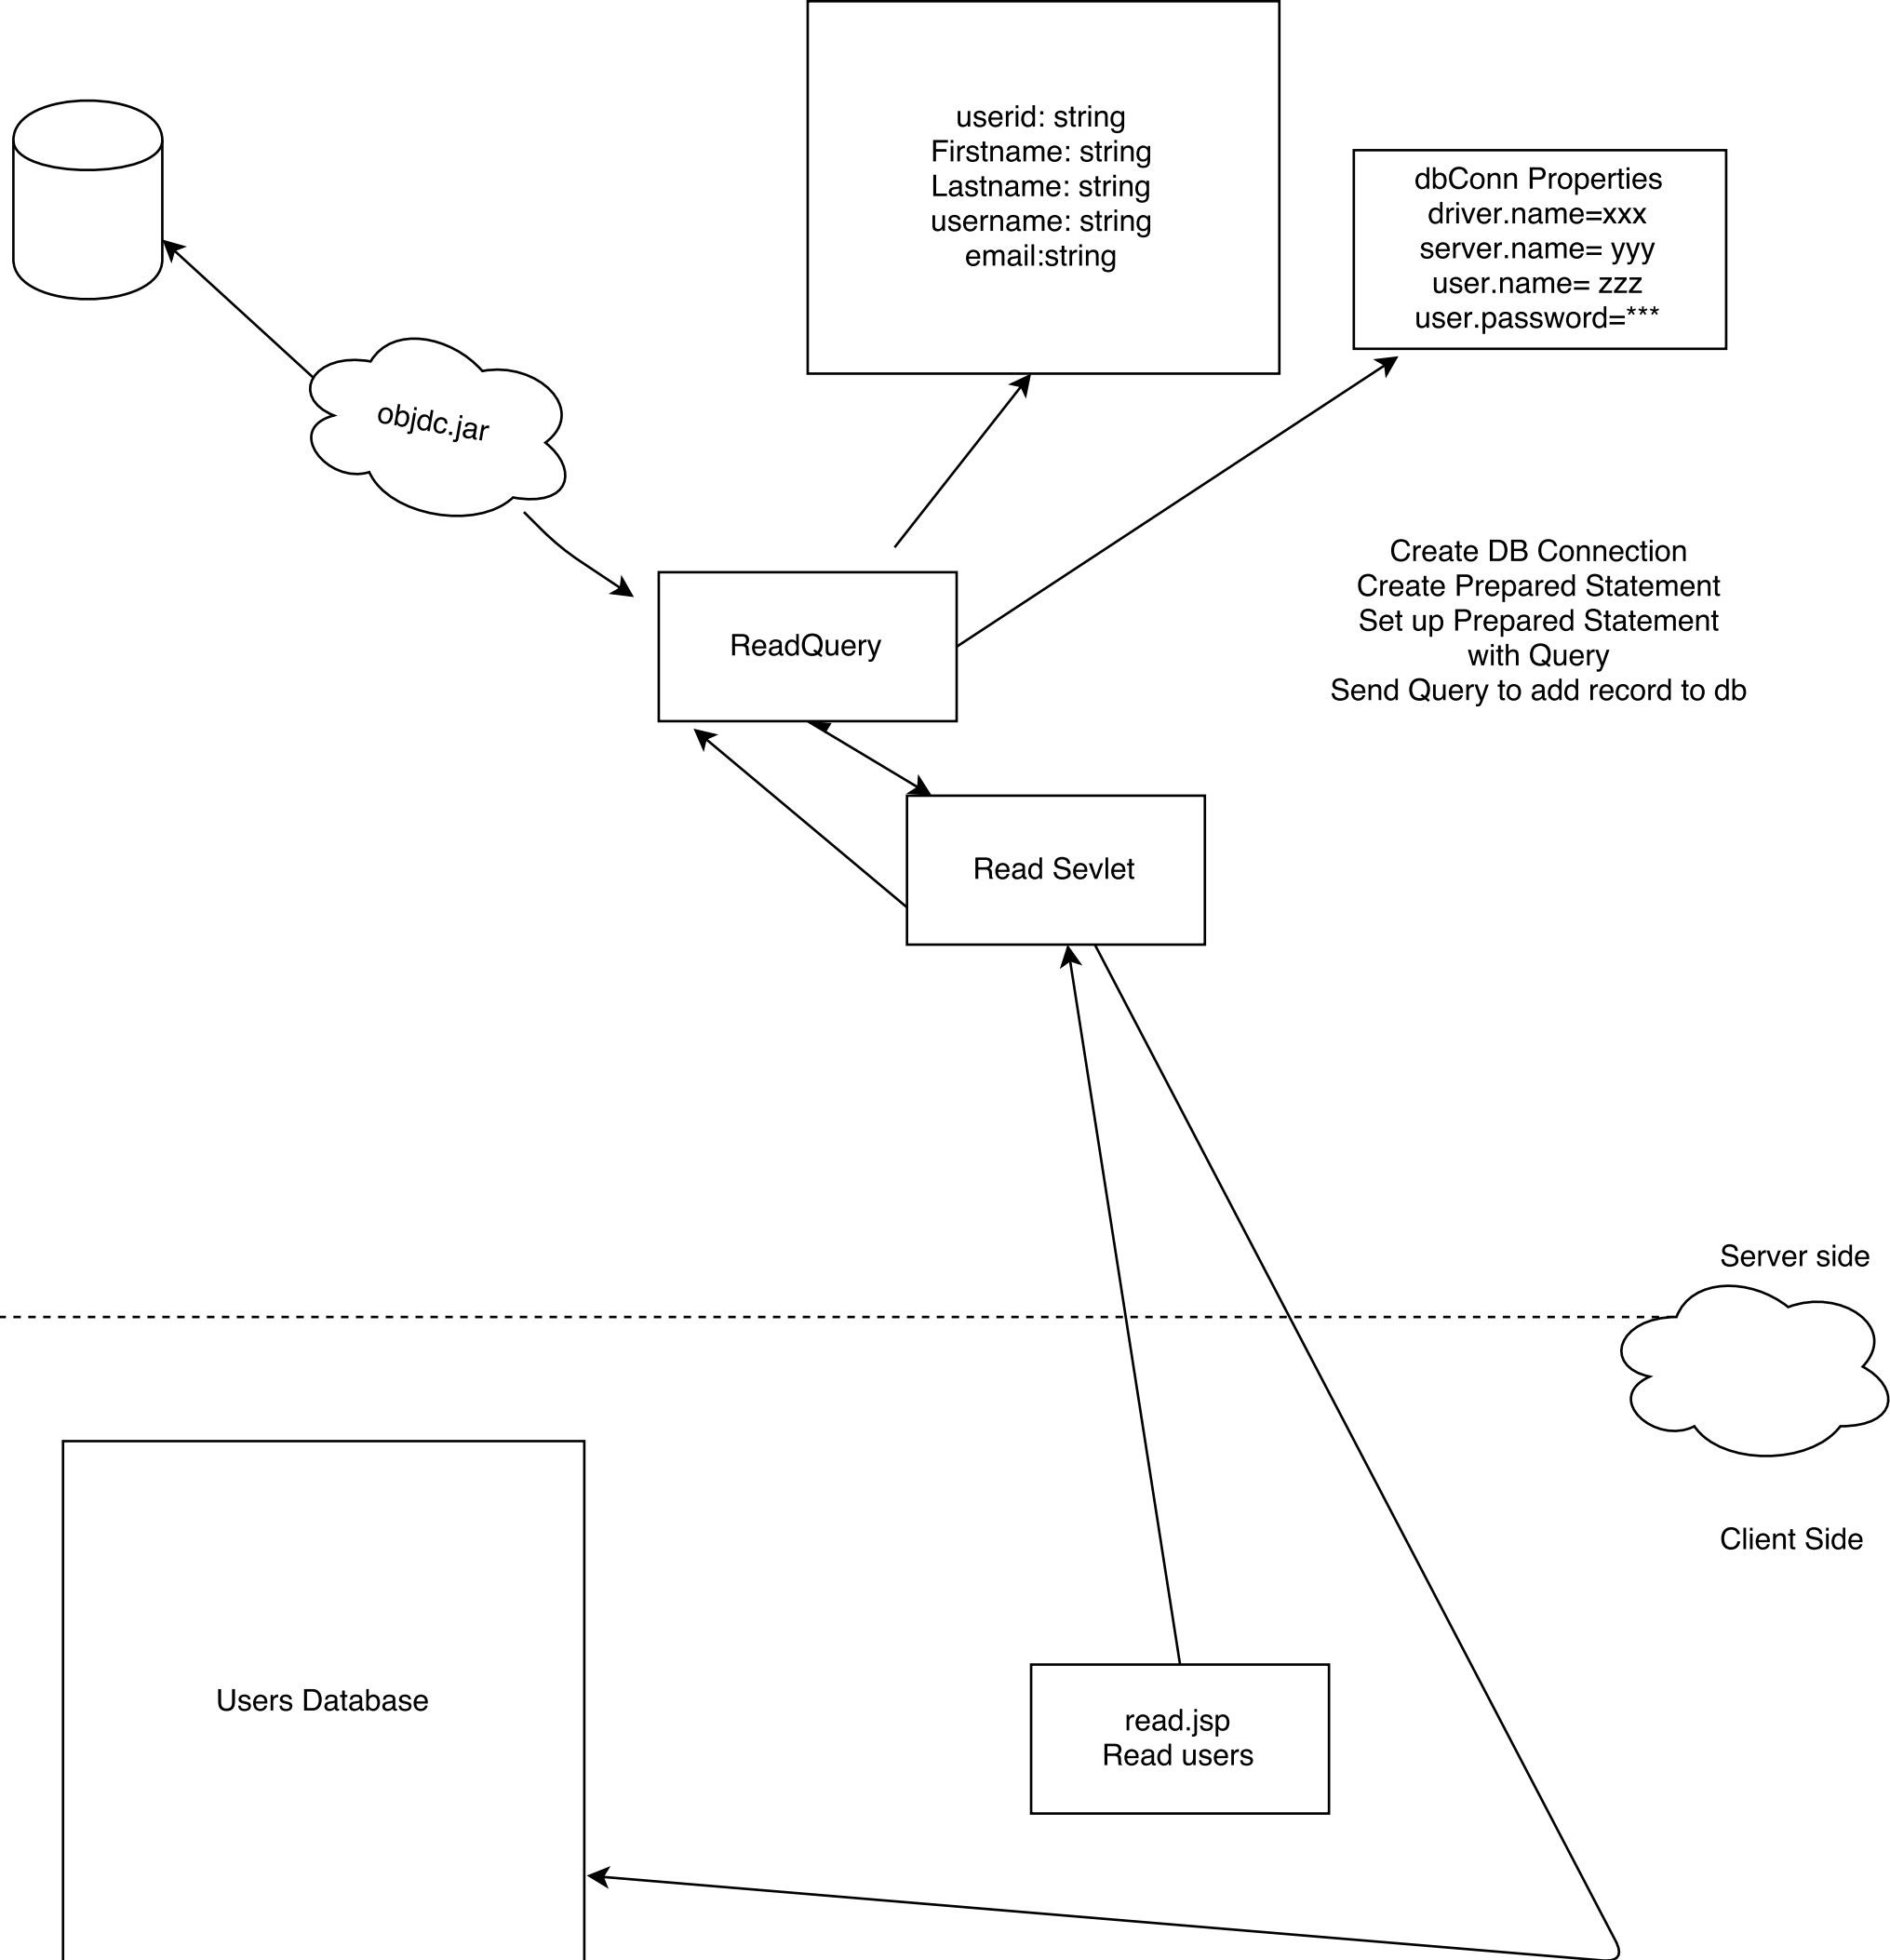 userid: string
Firstname: string
Lastname: string
username: string
email:string
dbConn Properties
driver.name=xxx
server.name= yyy
user.name= zzz
user.password=***
objdc.jar
Create DB Connection
Create Prepared Statement
Set up Prepared Statement
with Query
Send Query to add record to db
ReadQuery
Read Sevlet
Server side
Client Side
Users Database
read.jsp
Read users